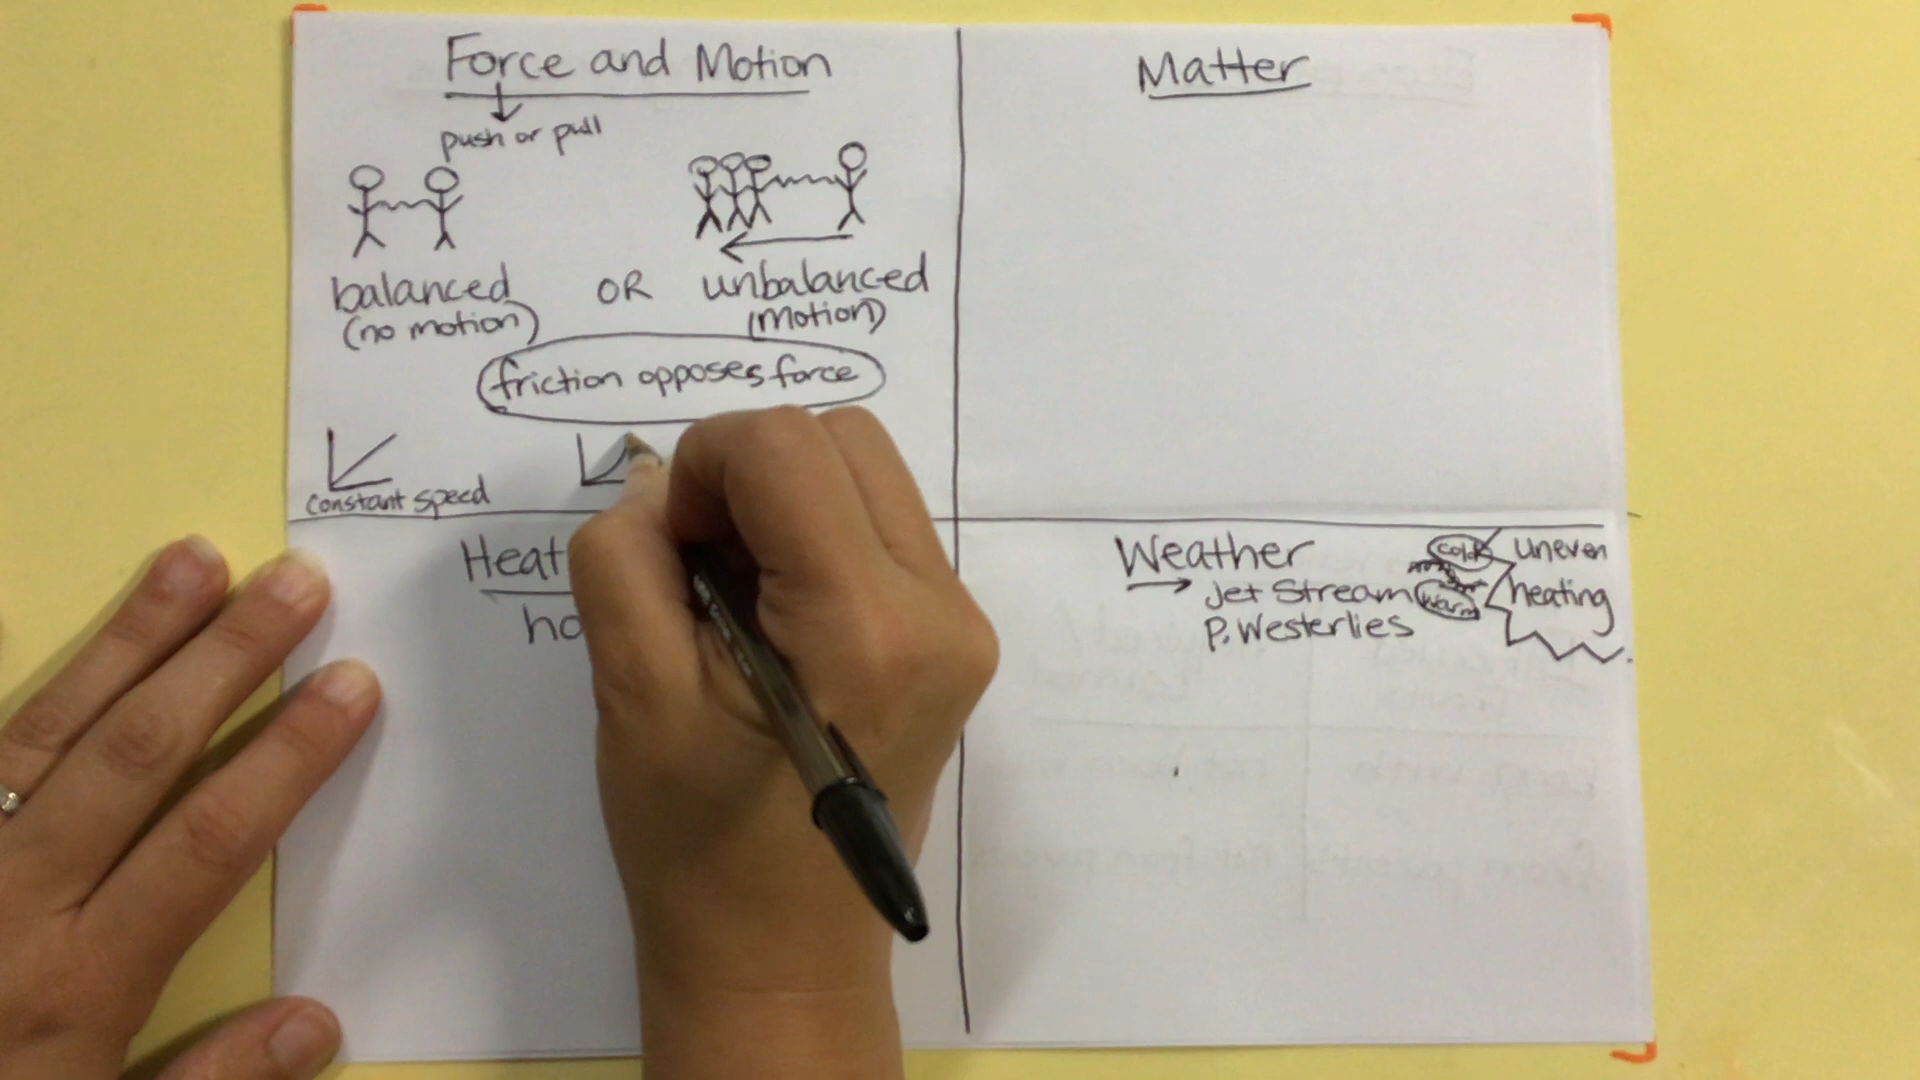 Force and Motion
push or pull
balanced OR unbalanced
(no motion) (motion)
friction opposes force
constant speed
Matter
Heat
Weather
Jet Stream
P. Westerlies
cold
warm
uneven
heating